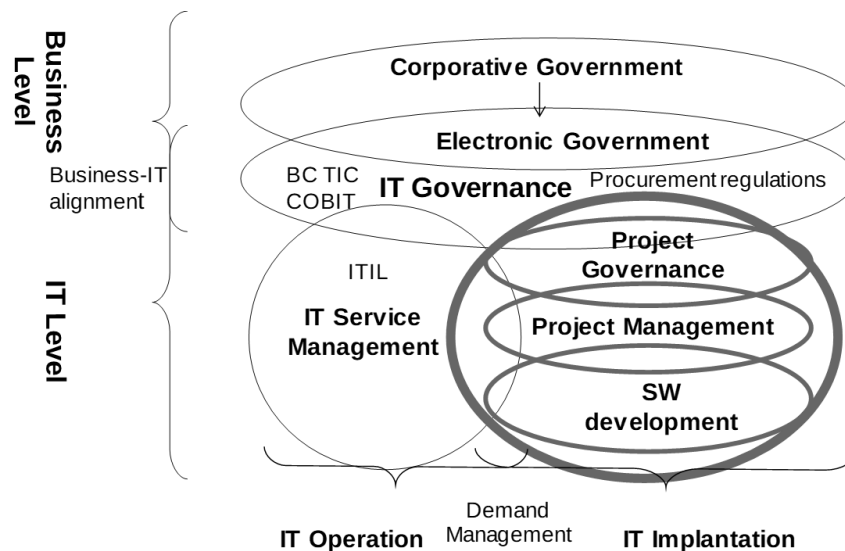 Business
Level
Corporative Government
Electronic Government
Business-IT
alignment
BC TIC
COBIT
IT Governance
Procurement regulations
IT Level
Project
Governance
ITIL
IT Service
Management
Project Management
SW
development
Demand
Management
IT Operation
IT Implantation